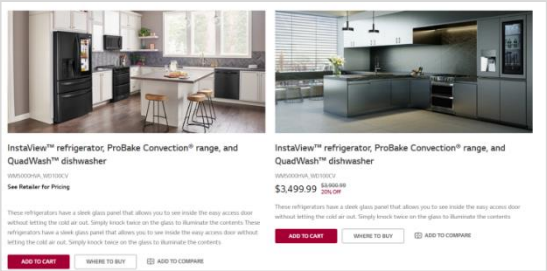 InstaView™ refrigerator, ProBake Convection® range, and
QuadWash™ dishwasher
WM5000HVA, WD100CV
See Retailer for Pricing
These refrigerators have a sleek glass panel that allows you to see inside the easy access door
without letting the cold air out. Simply knock twice on the glass to illuminate the contents These
refrigerators have a sleek glass panel that allows you to see inside the easy access door without
letting the cold air out. Simply knock twice on the glass to illuminate the contents
ADD TO CART
WHERE TO BUY
ADD TO COMPARE
InstaView™ refrigerator, ProBake Convection® range, and
QuadWash™ dishwasher
WM5000HVA, WD100CV
$3,499.99
20% Off
These refrigerators have a sleek glass panel that allows you to see inside the easy access door
without letting the cold air out. Simply knock twice on the glass to illuminate the contents
ADD TO CART
WHERE TO BUY
ADD TO COMPARE